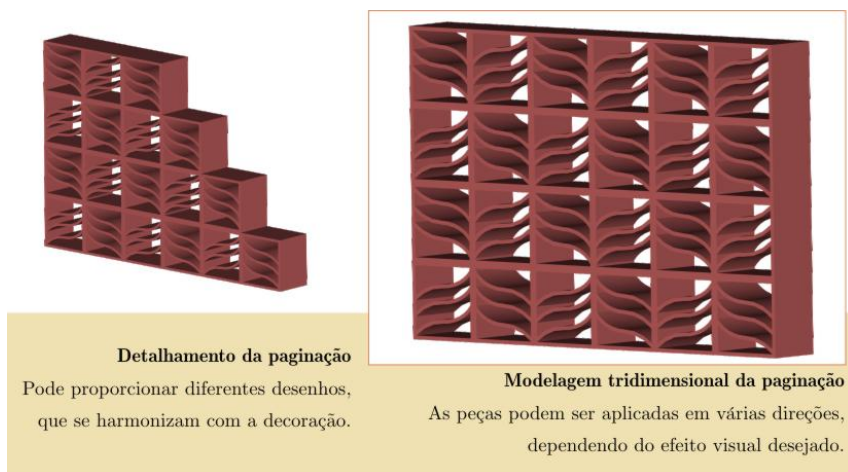 Detalhamento da paginação
Pode proporcionar diferentes desenhos,
que se harmonizam com a decoração.
Modelagem tridimensional da paginação
As peças podem ser aplicadas em várias direções,
dependendo do efeito visual desejado.